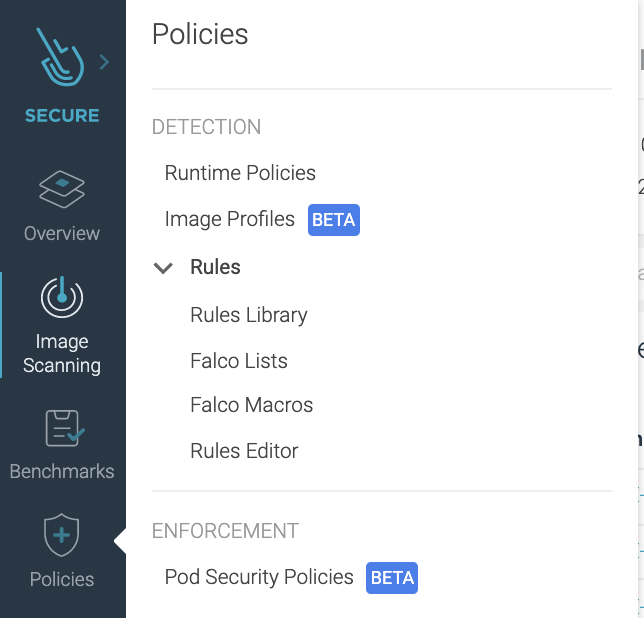 SECURE
Overview
Image
Scanning
Benchmarks
Policies
Policies
DETECTION
Runtime Policies
Image Profiles BETA
Rules
Rules Library
Falco Lists
Falco Macros
Rules Editor
ENFORCEMENT
Pod Security Policies BETA